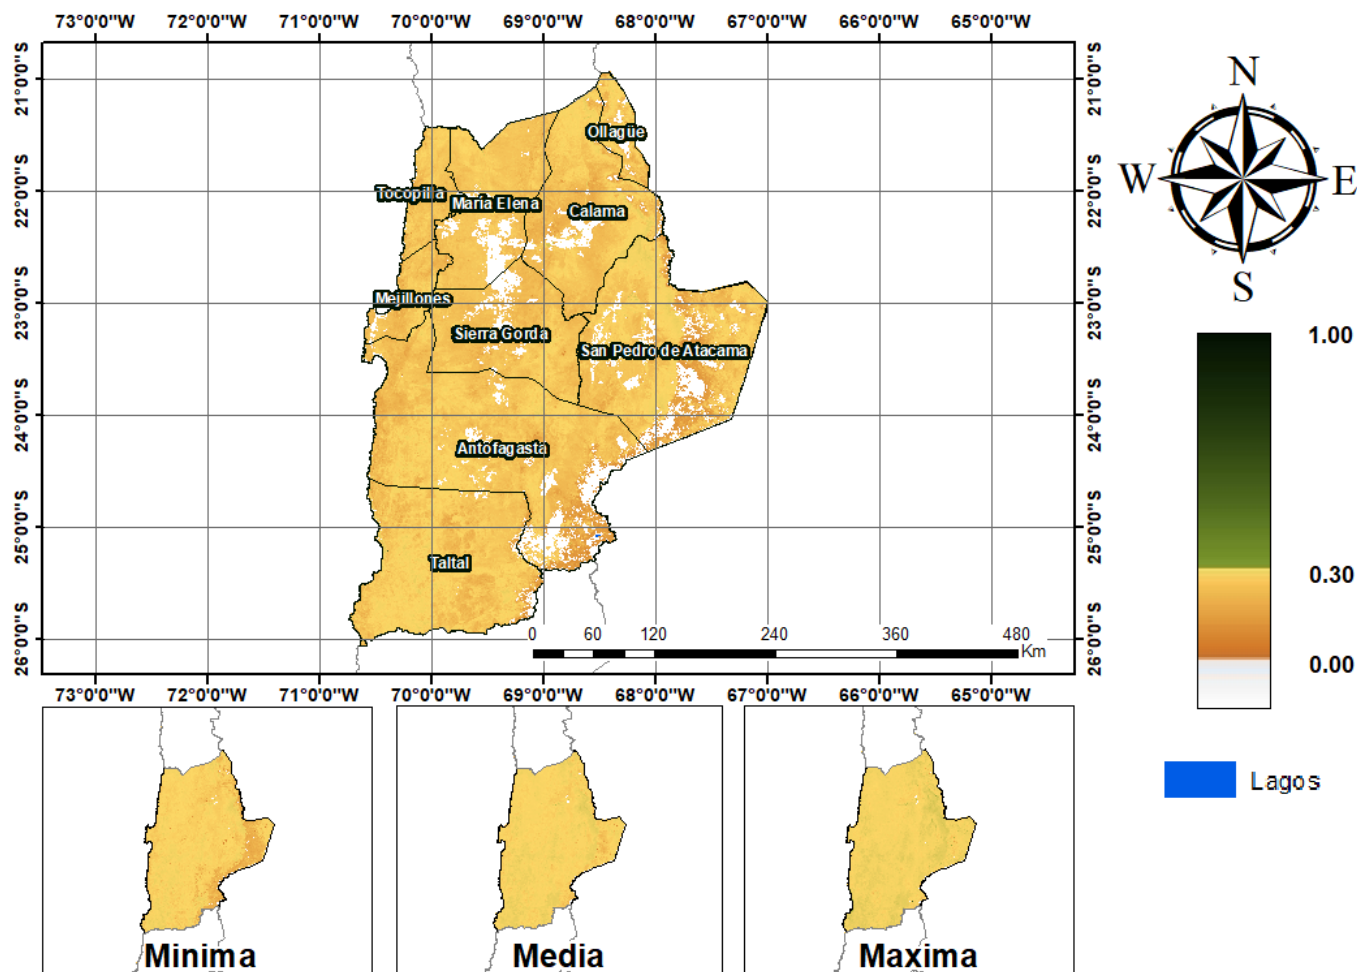 73°0'0"W 72°0'0"W 71°0'0"W 70°0'0"W 69°0'0"W 68°0'0"W 67°0'0"W 66°0'0"W 65°0'0"W
21°0'0"S 21°0'0"S
22°0'0"S 22°0'0"S
23°0'0"S 23°0'0"S
24°0'0"S 24°0'0"S
25°0'0"S 25°0'0"S
26°0'0"S 26°0'0"S
Ollagüe
Tocopilla
María Elena
Calama
Mejillones
Sierra Gorda
San Pedro de Atacama
Antofagasta
Taltal
0 60 120 240 360 480
Km
73°0'0"W 72°0'0"W 71°0'0"W 70°0'0"W 69°0'0"W 68°0'0"W 67°0'0"W 66°0'0"W 65°0'0"W
N
W E
S
1.00
0.30
0.00
Lagos
Minima Media Maxima